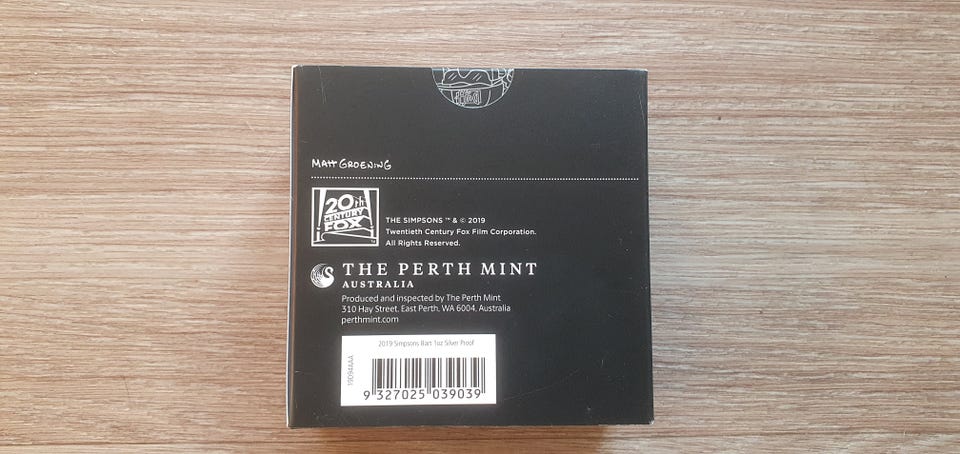 MATT GROENING
20th
CENTURY
FOX
THE SIMPSONS ™ & © 2019
Twentieth Century Fox Film Corporation.
All Rights Reserved.
THE PERTH MINT
AUSTRALIA
Produced and inspected by The Perth Mint
310 Hay Street, East Perth, WA 6004, Australia
perthmint.com
2019 Simpsons Bart 1oz Silver Proof
9 327025 039039